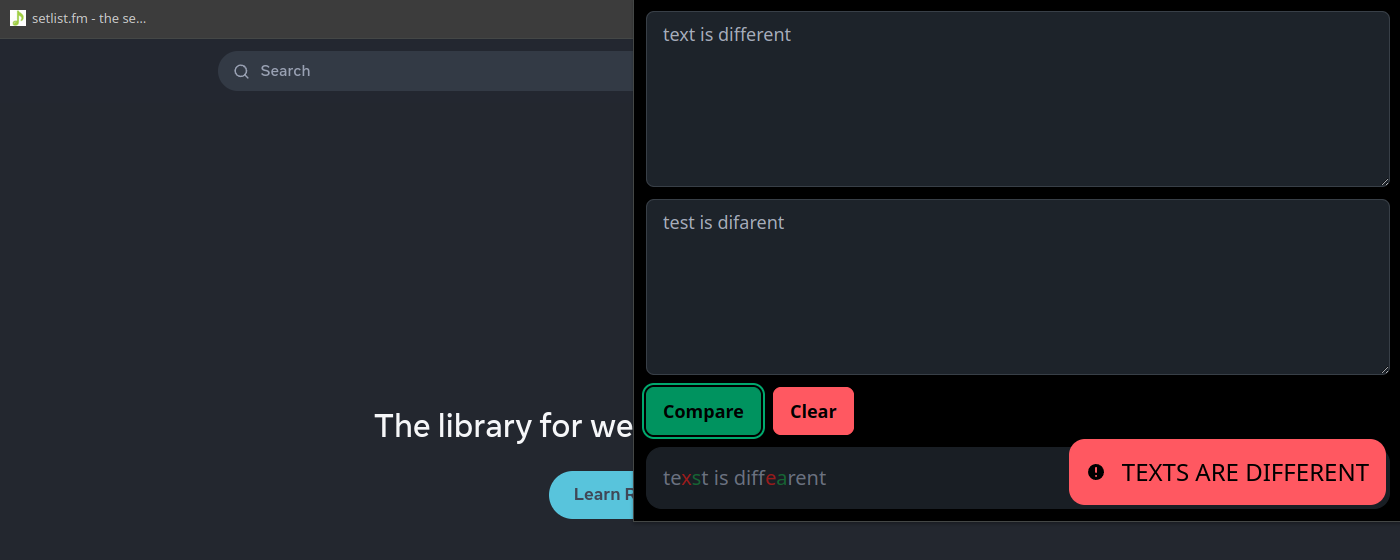 setlist.fm - the se...
Search
The library for we
Learn R
text is different
test is difarent
Compare
Clear
texst is diffearent
TEXTS ARE DIFFERENT